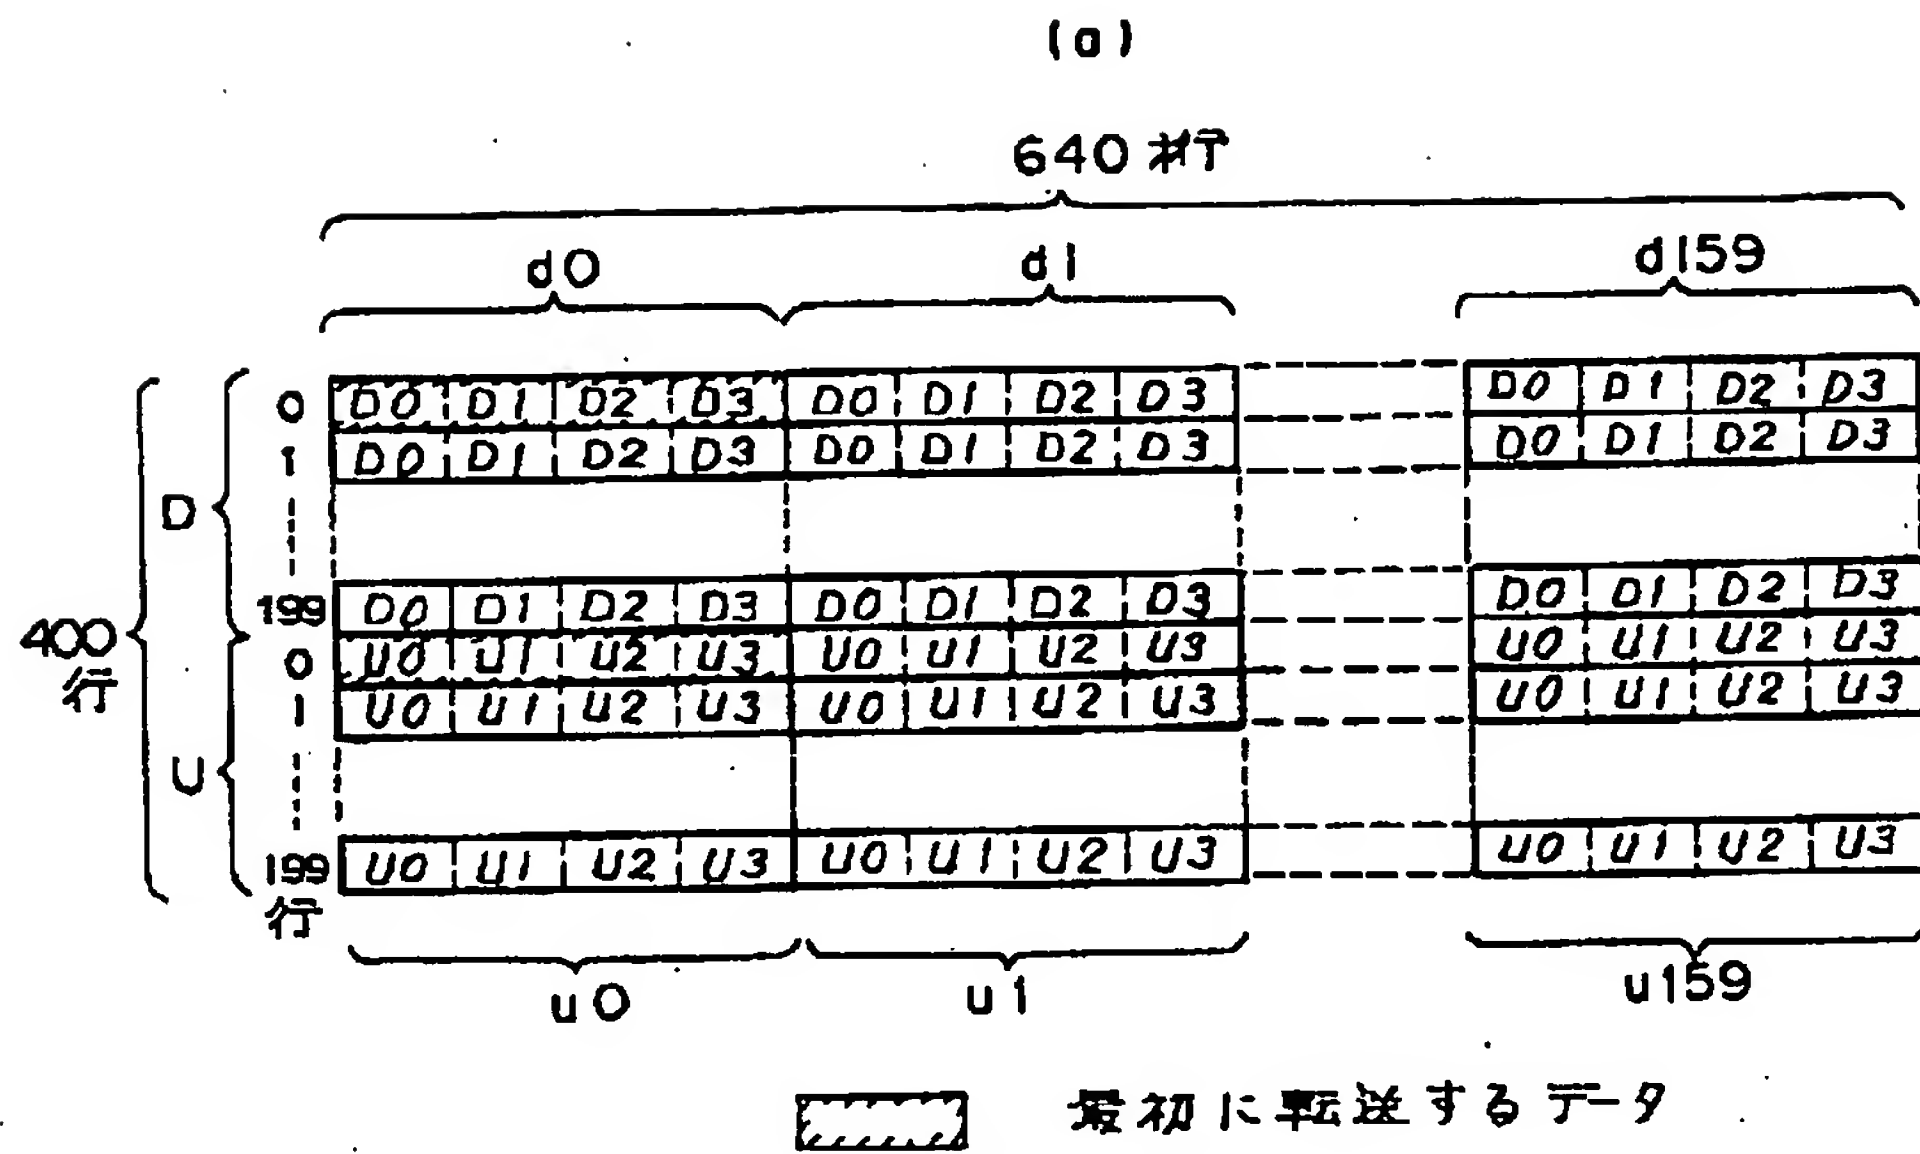 (a)
640 桁
d0 d1 d159
0 D0 D1 D2 D3 D0 D1 D2 D3 D0 D1 D2 D3
1 D0 D1 D2 D3 D0 D1 D2 D3 D0 D1 D2 D3
D
199 D0 D1 D2 D3 D0 D1 D2 D3 D0 D1 D2 D3
400
行
0 U0 U1 U2 U3 U0 U1 U2 U3 U0 U1 U2 U3
1 U0 U1 U2 U3 U0 U1 U2 U3 U0 U1 U2 U3
U
199 U0 U1 U2 U3 U0 U1 U2 U3 U0 U1 U2 U3
行
u0 u1 u159
最初に転送するデータ